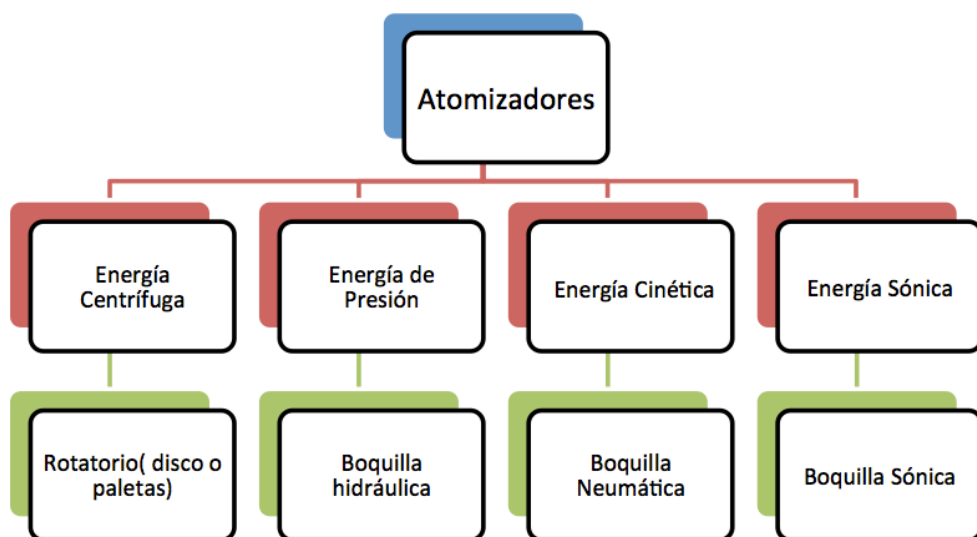 Atomizadores
Energía
Centrífuga
Energía de
Presión
Energía Cinética
Energía Sónica
Rotatorio( disco o
paletas)
Boquilla
hidráulica
Boquilla
Neumática
Boquilla Sónica